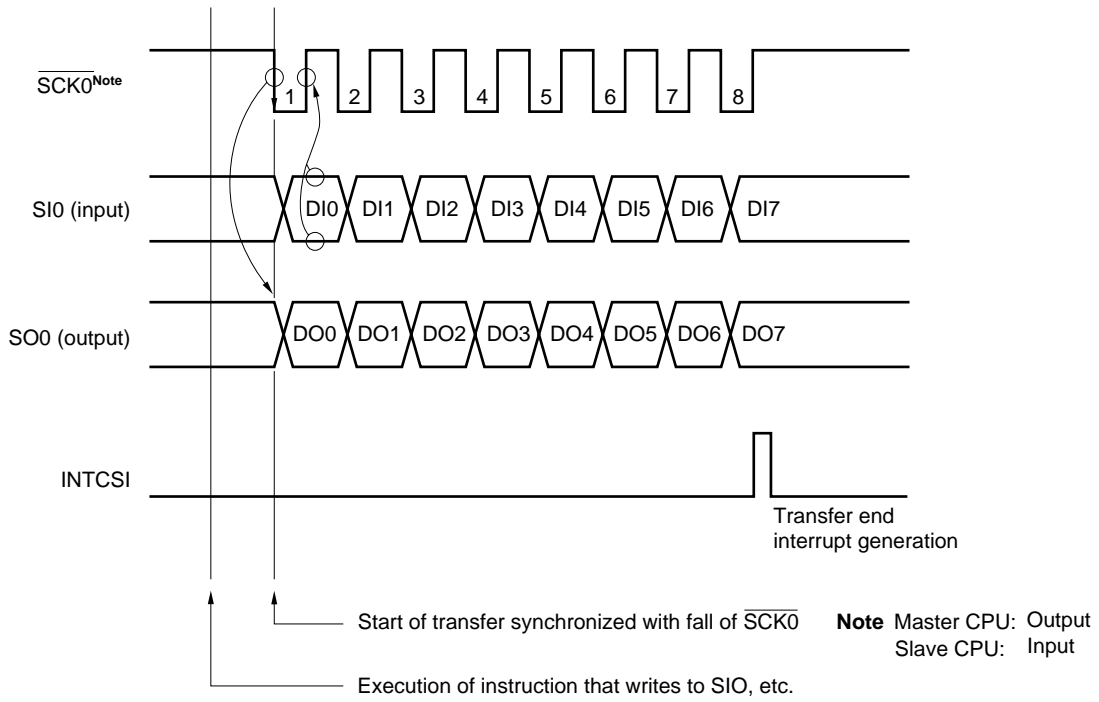 SCK0Note
1 2 3 4 5 6 7 8
SI0 (input)
DI0 DI1 DI2 DI3 DI4 DI5 DI6 DI7
SO0 (output)
DO0 DO1 DO2 DO3 DO4 DO5 DO6 DO7
INTCSI
Transfer end
interrupt generation
Start of transfer synchronized with fall of SCK0
Note Master CPU: Output
Slave CPU: Input
Execution of instruction that writes to SIO, etc.